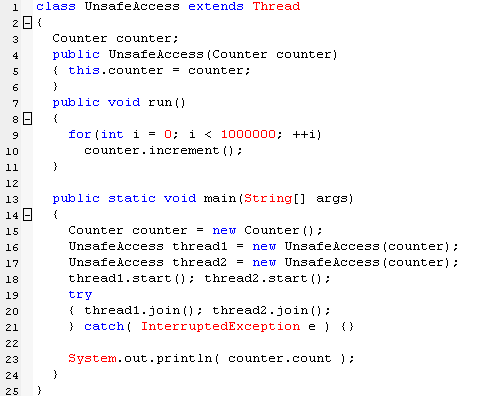 1 class UnsafeAccess extends Thread
2 {
3   Counter counter;
4   public UnsafeAccess(Counter counter)
5   { this.counter = counter;
6   }
7   public void run()
8   {
9     for(int i = 0; i < 1000000; ++i)
10       counter.increment();
11   }
12
13   public static void main(String[] args)
14   {
15     Counter counter = new Counter();
16     UnsafeAccess thread1 = new UnsafeAccess(counter);
17     UnsafeAccess thread2 = new UnsafeAccess(counter);
18     thread1.start(); thread2.start();
19     try
20     { thread1.join(); thread2.join();
21     } catch( InterruptedException e ) {}
22
23     System.out.println( counter.count );
24   }
25 }